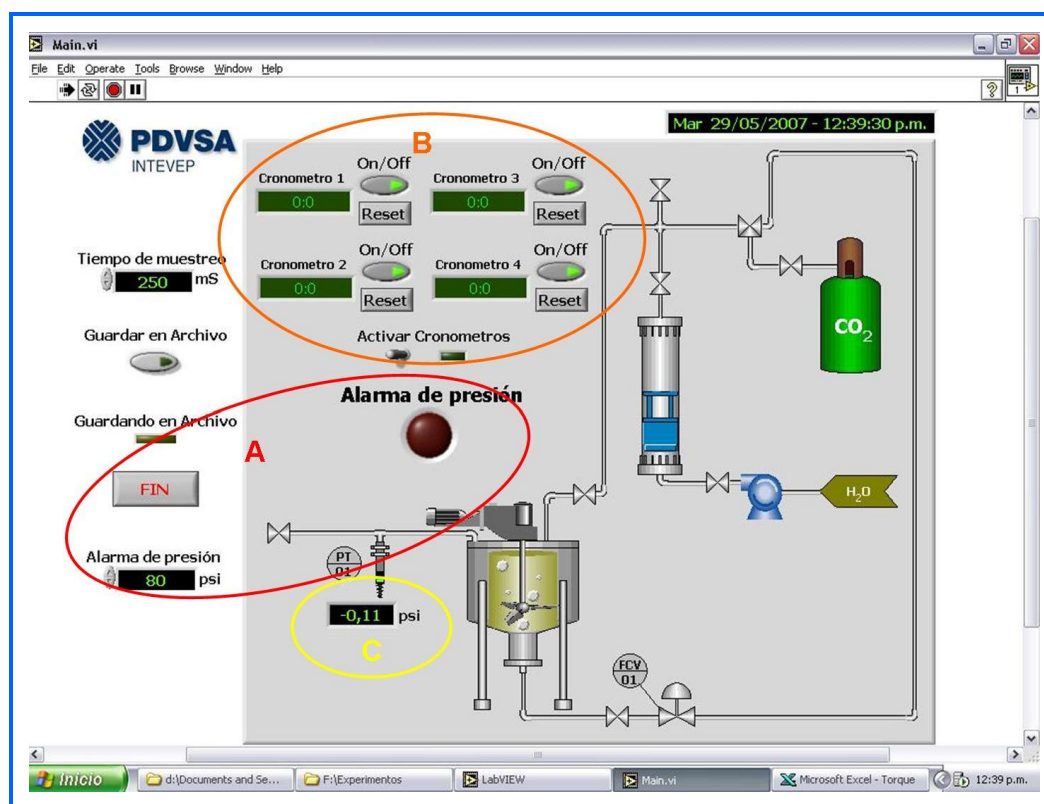 Main.vi
File Edit Operate Tools Browse Window Help
1
Mar 29/05/2007 - 12:39:30 p.m.
PDVSA
INTEVEP
B
On/Off On/Off
Cronometro 1 Cronometro 3
0:0 0:0
Reset Reset
On/Off On/Off
Cronometro 2 Cronometro 4
0:0 0:0
Reset Reset
Tiempo de muestreo
250 mS
Guardar en Archivo
Activar Cronometros
CO2
Alarma de presión
Guardando en Archivo
A
FIN
H2O
Alarma de presión
80 psi
PT
01
-0,11 psi
C
FCV
01
Inicio d:\Documents and Se... F:\Experimentos LabVIEW Main.vi Microsoft Excel - Torque 12:39 p.m.